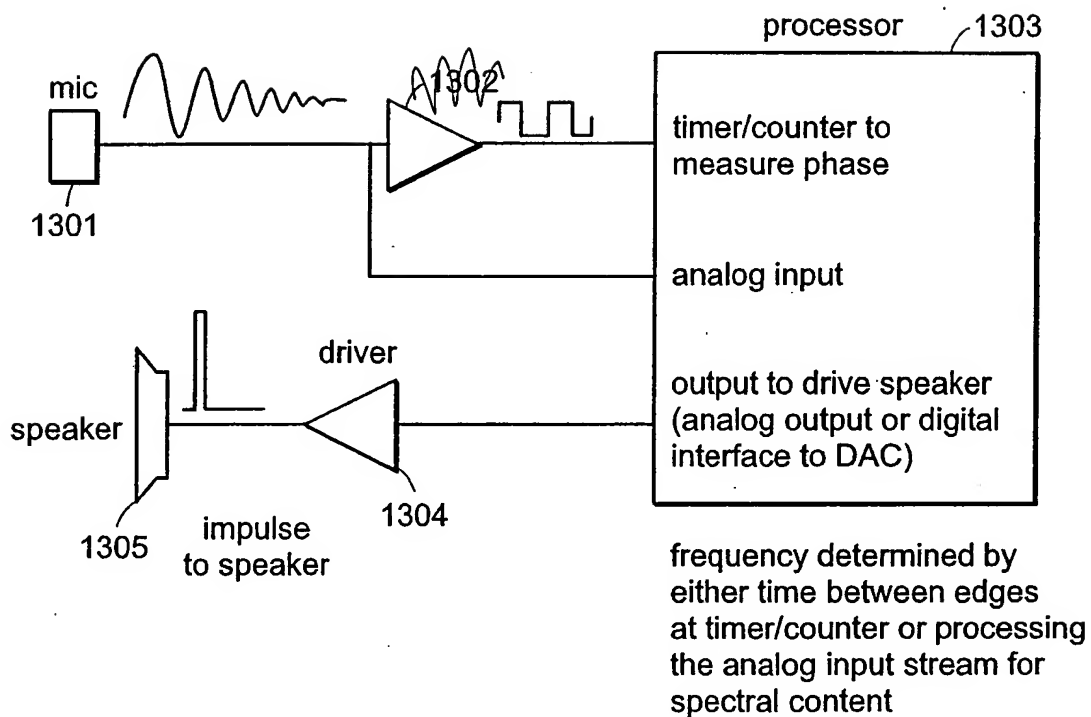 processor
1303
mic
1302
timer/counter to
measure phase
1301
analog input
driver
output to drive speaker
(analog output or digital
interface to DAC)
speaker
1304
1305
impulse
to speaker
frequency determined by
either time between edges
at timer/counter or processing
the analog input stream for
spectral content